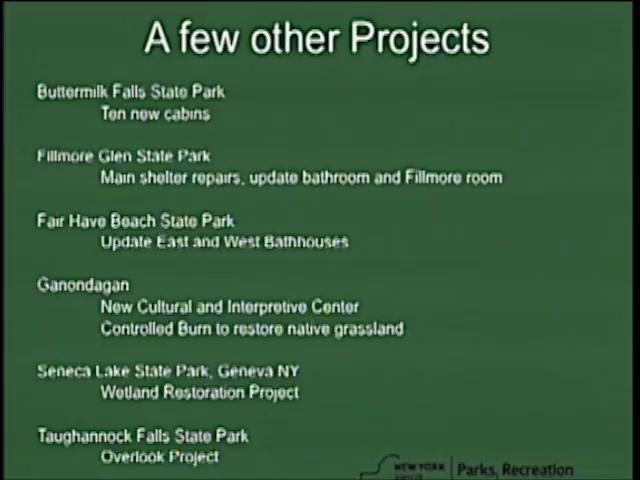 A few other Projects
Buttermilk Falls State Park
Ten new cabins
Fillmore Glen State Park
Main shelter repairs, update bathroom and Fillmore room
Fair Have Beach State Park
Update East and West Bathhouses
Ganondagan
New Cultural and Interpretive Center
Controlled Burn to restore native grassland
Seneca Lake State Park, Geneva NY
Wetland Restoration Project
Taughannock Falls State Park
Overlook Project
NEW YORK
Parks, Recreation